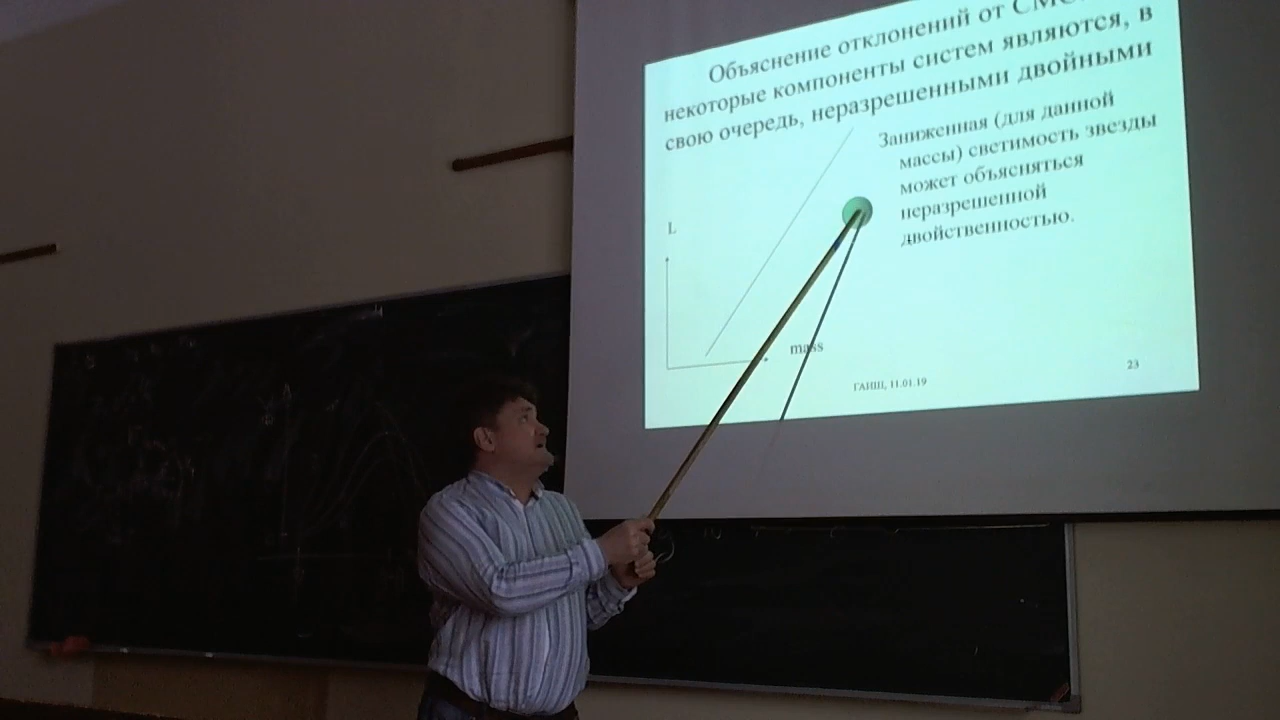 Объяснение отклонений от СМС
некоторые компоненты систем являются, в
свою очередь, неразрешенными двойными
Заниженная (для данной
массы) светимость звезды
может объясняться
неразрешенной
двойственностью.
L
mass
ГАИШ, 11.01.19
23